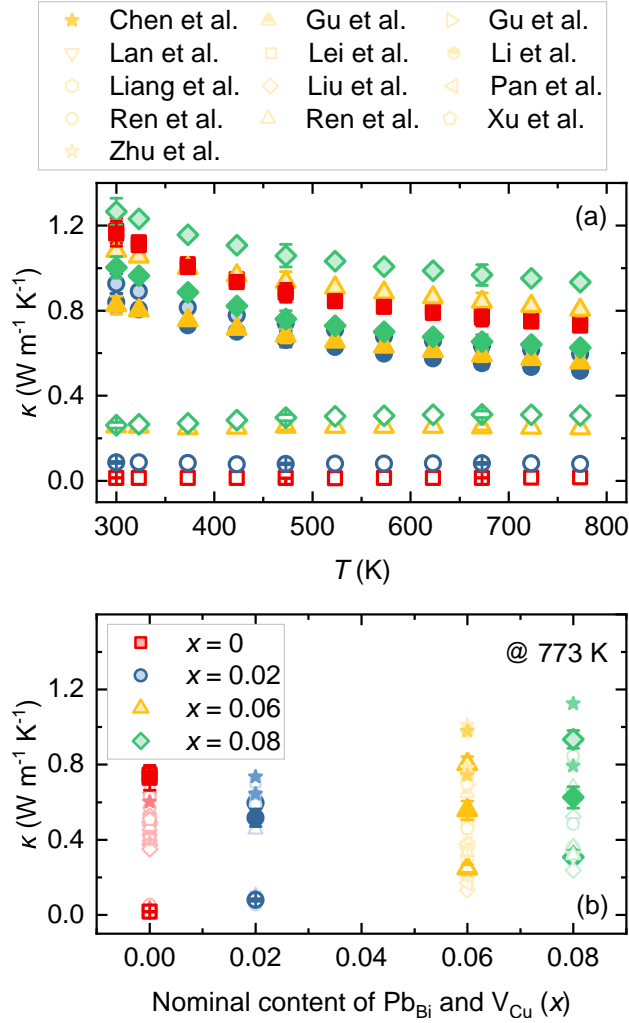 Chen et al. Gu et al. Gu et al.
Lan et al. Lei et al. Li et al.
Liang et al. Liu et al. Pan et al.
Ren et al. Ren et al. Xu et al.
Zhu et al.
(a)
κ (W m⁻¹ K⁻¹)
1.2
0.8
0.4
0.0
300 400 500 600 700 800
T (K)
x = 0
x = 0.02
x = 0.06
x = 0.08
@ 773 K
κ (W m⁻¹ K⁻¹)
1.2
0.8
0.4
0.0
(b)
0.00 0.02 0.04 0.06 0.08
Nominal content of Pb_Bi and V_Cu (x)